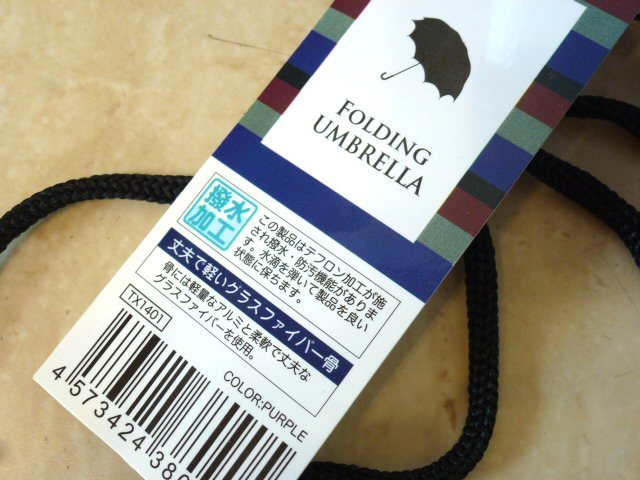 FOLDING
UMBRELLA
撥水
加工
この製品はテフロン加工が施
され撥水・防汚機能がありま
す。水滴を弾いて製品を良い
状態に保ちます。
丈夫で軽いグラスファイバー骨
骨には軽量なアルミと柔軟で丈夫な
グラスファイバーを使用。
TX1401
COLOR:PURPLE
4 573424 38